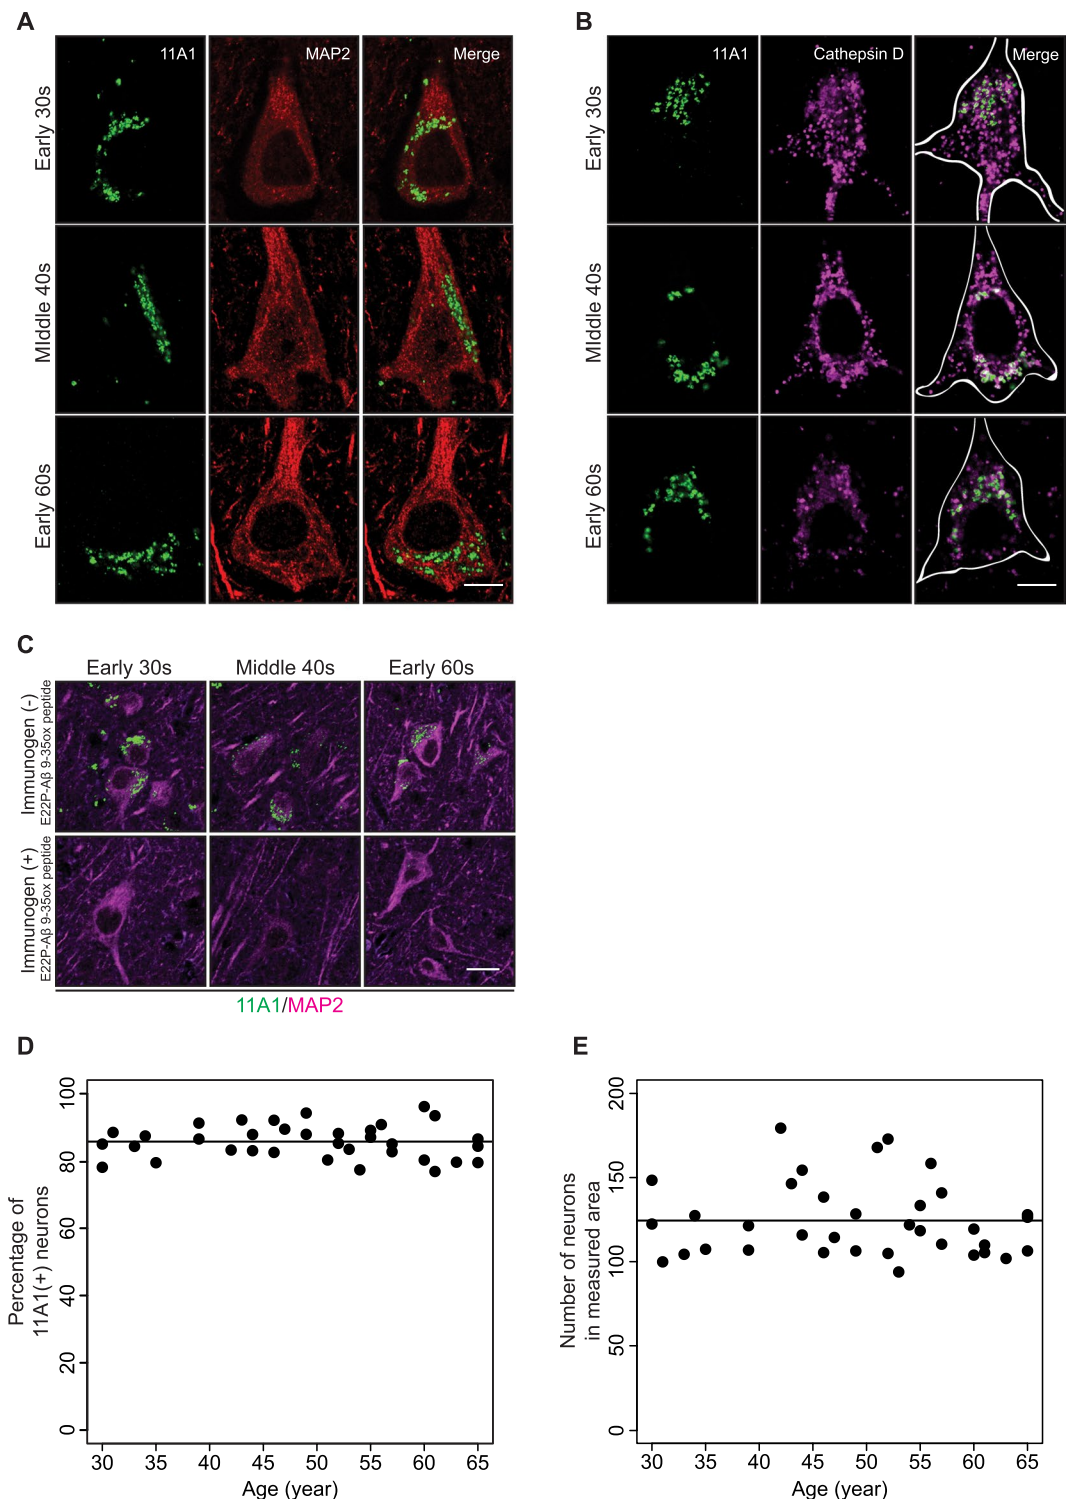 A
11A1
MAP2
Merge
Early 30s
MIddle 40s
Early 60s
B
11A1
Cathepsin D
Merge
Early 30s
MIddle 40s
Early 60s
C
Early 30s
Middle 40s
Early 60s
Immunogen (-)
E22P-Aβ 9-35ox peptide
Immunogen (+)
E22P-Aβ 9-35ox peptide
11A1/MAP2
D
Percentage of
11A1(+) neurons
100
80
60
40
20
0
30 35 40 45 50 55 60 65
Age (year)
E
Number of neurons
in measured area
200
150
100
50
0
30 35 40 45 50 55 60 65
Age (year)